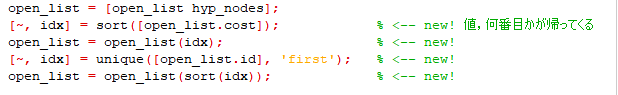 open_list = [open_list hyp_nodes];
[~, idx] = sort([open_list.cost]); % <-- new! 値，何番目かが帰ってくる
open_list = open_list(idx); % <-- new!
[~, idx] = unique([open_list.id], 'first'); % <-- new!
open_list = open_list(sort(idx)); % <-- new!